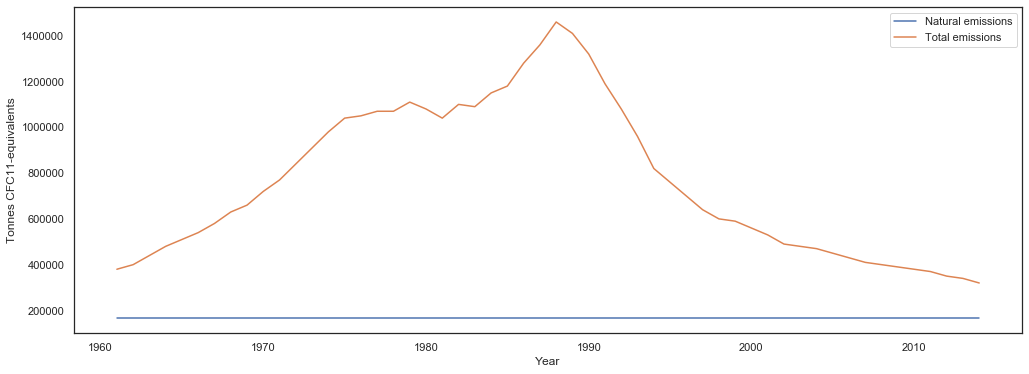 Natural emissions
Total emissions
1400000
1200000
1000000
800000
600000
400000
200000
Tonnes CFC11-equivalents
1960 1970 1980 1990 2000 2010
Year